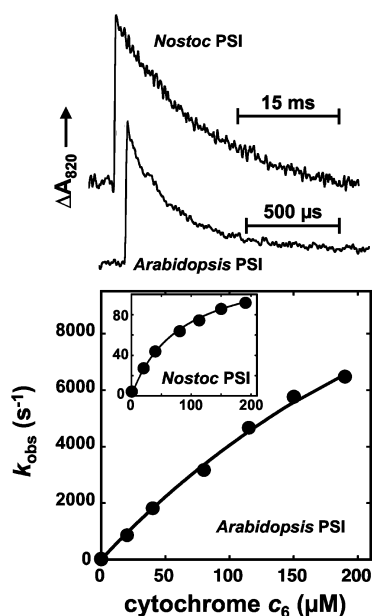 Nostoc PSI
15 ms
ΔA820
500 µs
Arabidopsis PSI
8000
6000
4000
2000
0
kobs (s-1)
80
40
0
0 100 200
Nostoc PSI
Arabidopsis PSI
0 50 100 150 200
cytochrome c6 (µM)